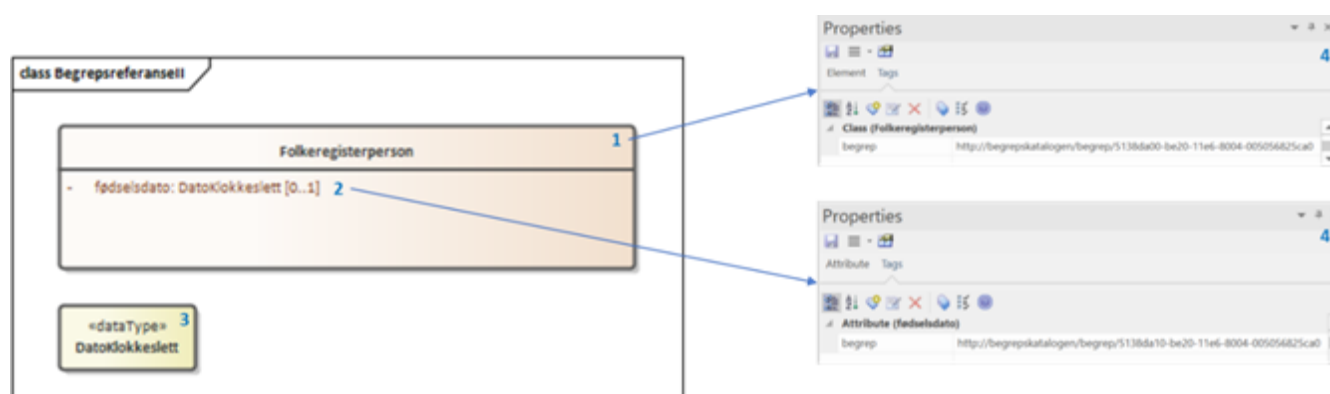 class BegrepsreferanseII
Folkeregisterperson
1
- fødselsdato: DatoKlokkeslett [0..1] 2
«dataType» 3
DatoKlokkeslett
Properties
4
Element Tags
Class (Folkeregisterperson)
begrep http://begrepskatalogen/begrep/5138da00-be20-11e6-8004-005056825ca0
Properties
4
Attribute Tags
Attribute (fødselsdato)
begrep http://begrepskatalogen/begrep/5138da10-be20-11e6-8004-005056825ca0